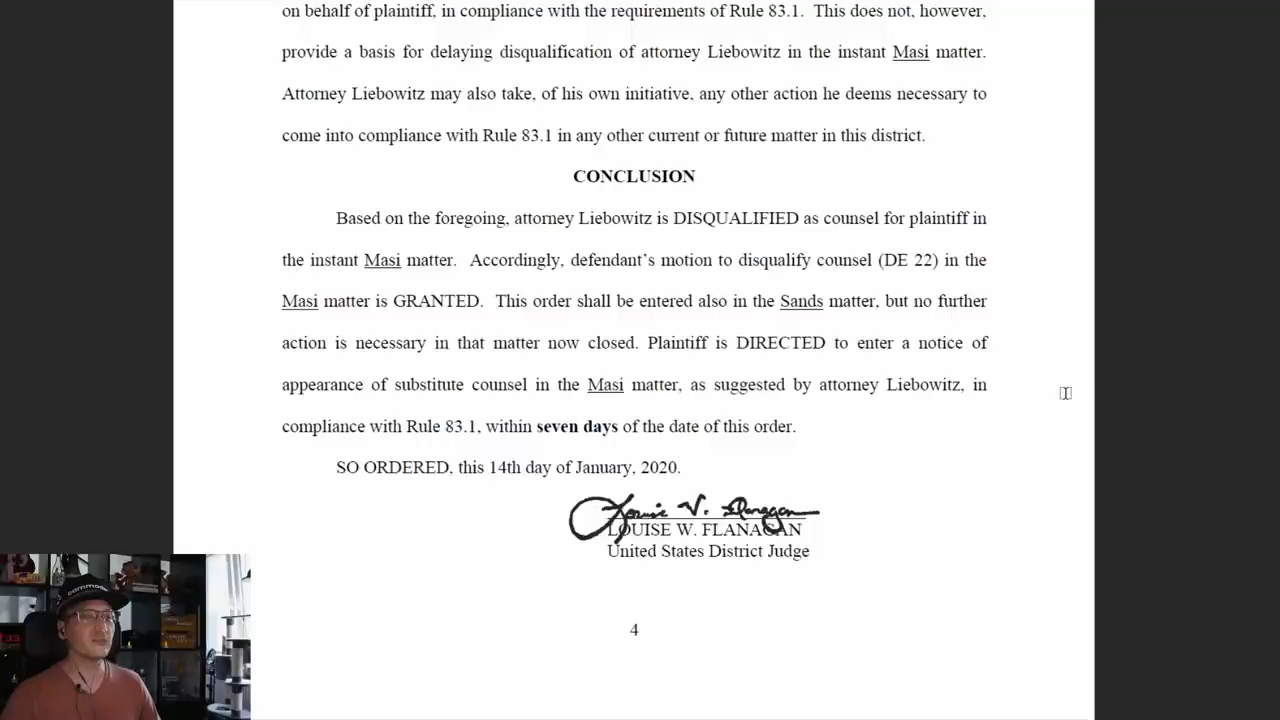 on behalf of plaintiff, in compliance with the requirements of Rule 83.1. This does not, however,
provide a basis for delaying disqualification of attorney Liebowitz in the instant Masi matter.
Attorney Liebowitz may also take, of his own initiative, any other action he deems necessary to
come into compliance with Rule 83.1 in any other current or future matter in this district.
CONCLUSION
Based on the foregoing, attorney Liebowitz is DISQUALIFIED as counsel for plaintiff in
the instant Masi matter. Accordingly, defendant's motion to disqualify counsel (DE 22) in the
Masi matter is GRANTED. This order shall be entered also in the Sands matter, but no further
action is necessary in that matter now closed. Plaintiff is DIRECTED to enter a notice of
appearance of substitute counsel in the Masi matter, as suggested by attorney Liebowitz, in
compliance with Rule 83.1, within seven days of the date of this order.
SO ORDERED, this 14th day of January, 2020.
Louise W. Flanagan
LOUISE W. FLANAGAN
United States District Judge
4